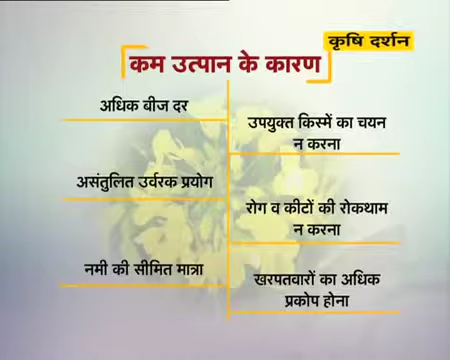 कृषि दर्शन
कम उत्पान के कारण
अधिक बीज दर
उपयुक्त किस्में का चयन
न करना
असंतुलित उर्वरक प्रयोग
रोग व कीटों की रोकथाम
न करना
नमी की सीमित मात्रा
खरपतवारों का अधिक
प्रकोप होना